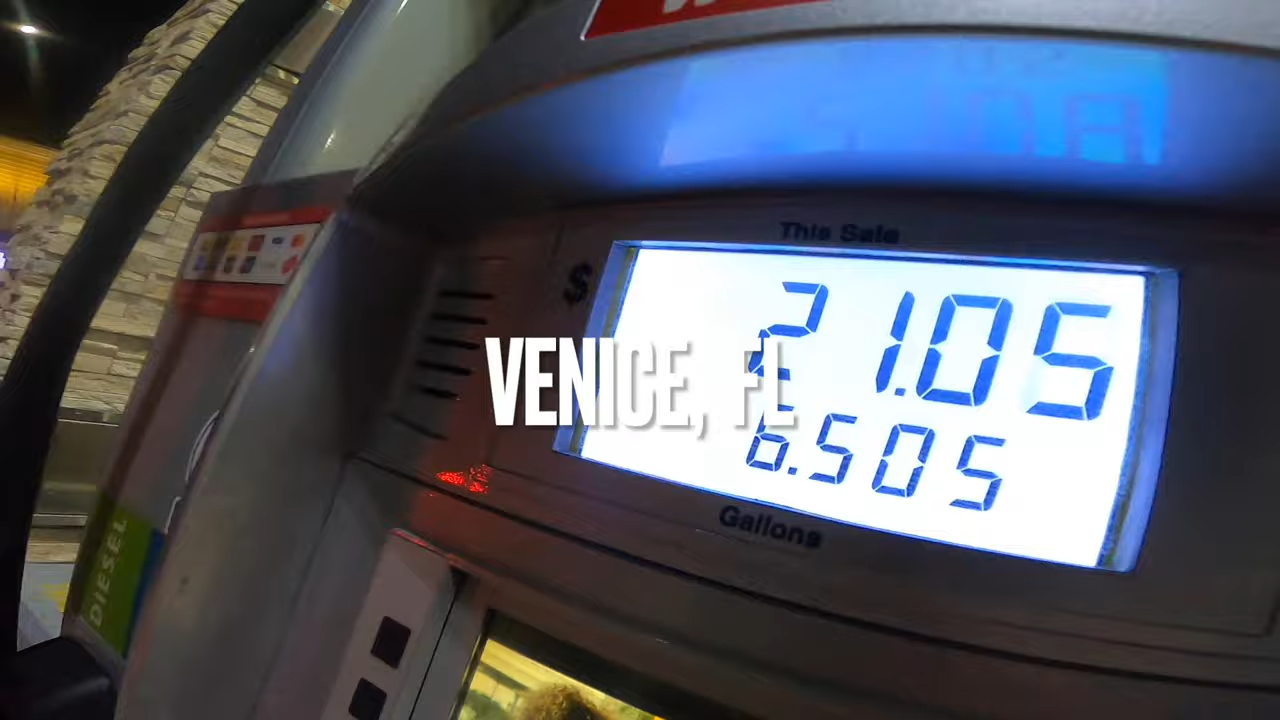 This Sale
$
21.05
VENICE, FL
6.505
Gallons
DIESEL